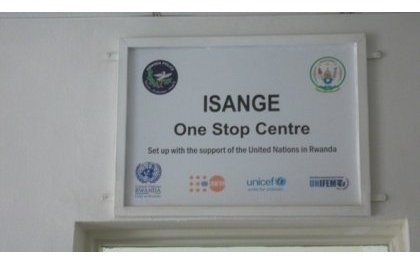 ISANGE
One Stop Centre
Set up with the support of the United Nations in Rwanda
RWANDA
unicef
UNIFEM